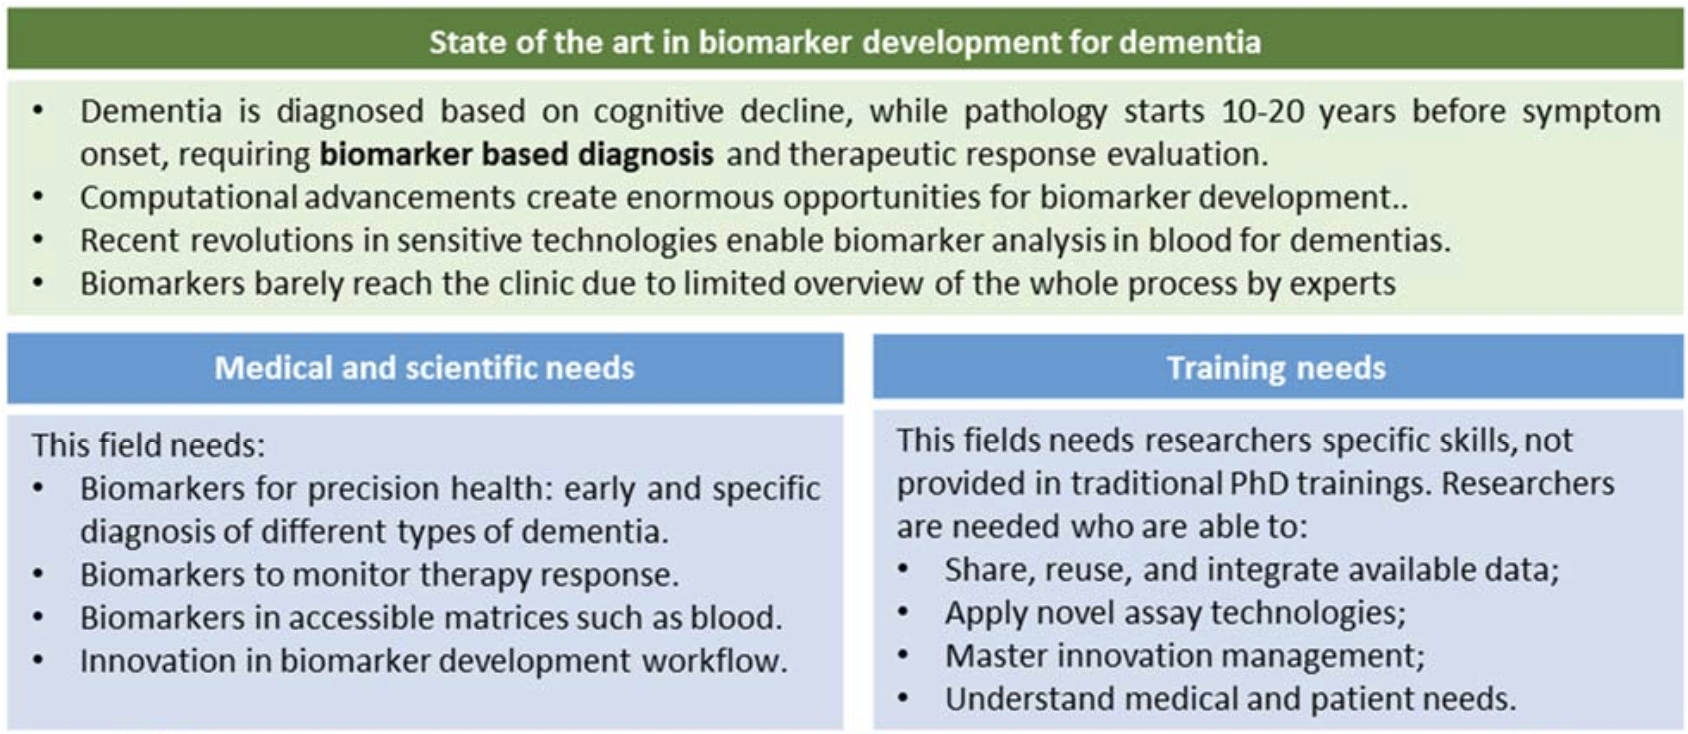 State of the art in biomarker development for dementia
• Dementia is diagnosed based on cognitive decline, while pathology starts 10-20 years before symptom
onset, requiring biomarker based diagnosis and therapeutic response evaluation.
• Computational advancements create enormous opportunities for biomarker development..
• Recent revolutions in sensitive technologies enable biomarker analysis in blood for dementias.
• Biomarkers barely reach the clinic due to limited overview of the whole process by experts
Medical and scientific needs
This field needs:
• Biomarkers for precision health: early and specific
diagnosis of different types of dementia.
• Biomarkers to monitor therapy response.
• Biomarkers in accessible matrices such as blood.
• Innovation in biomarker development workflow.
Training needs
This fields needs researchers specific skills, not
provided in traditional PhD trainings. Researchers
are needed who are able to:
• Share, reuse, and integrate available data;
• Apply novel assay technologies;
• Master innovation management;
• Understand medical and patient needs.